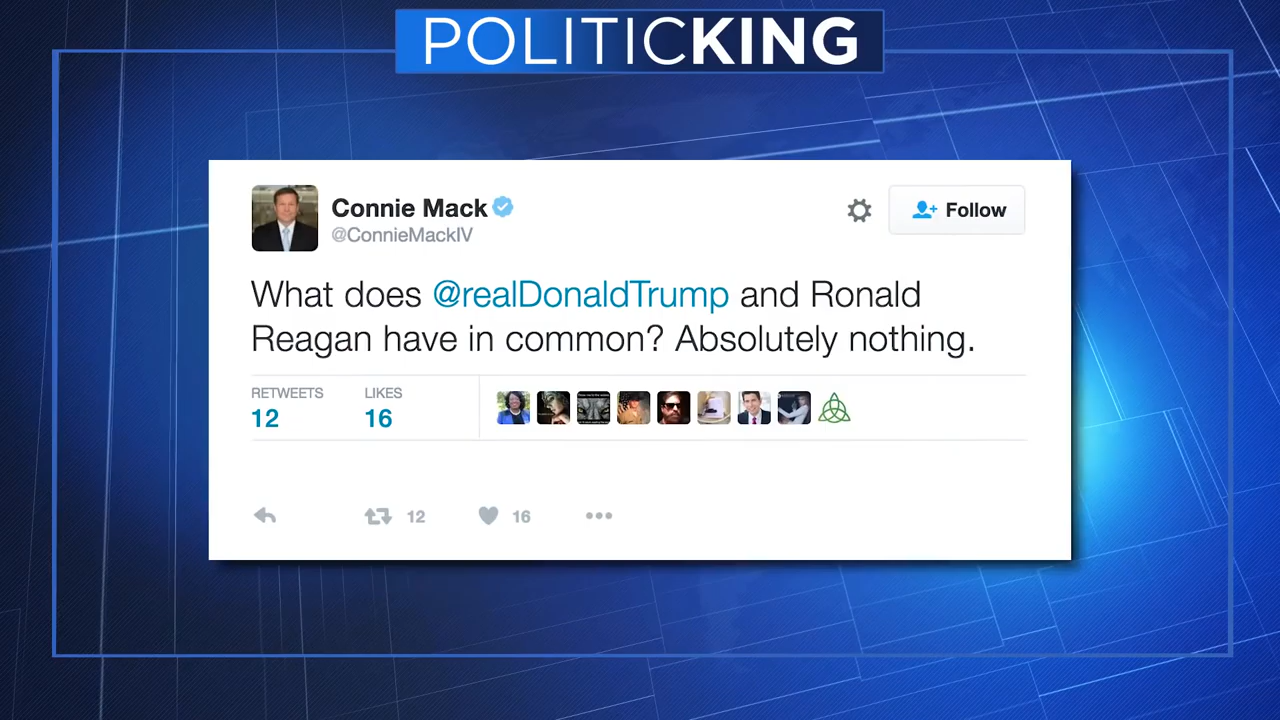 POLITICKING
Connie Mack
@ConnieMackIV
Follow
What does @realDonaldTrump and Ronald
Reagan have in common? Absolutely nothing.
RETWEETS LIKES
12 16
12 16